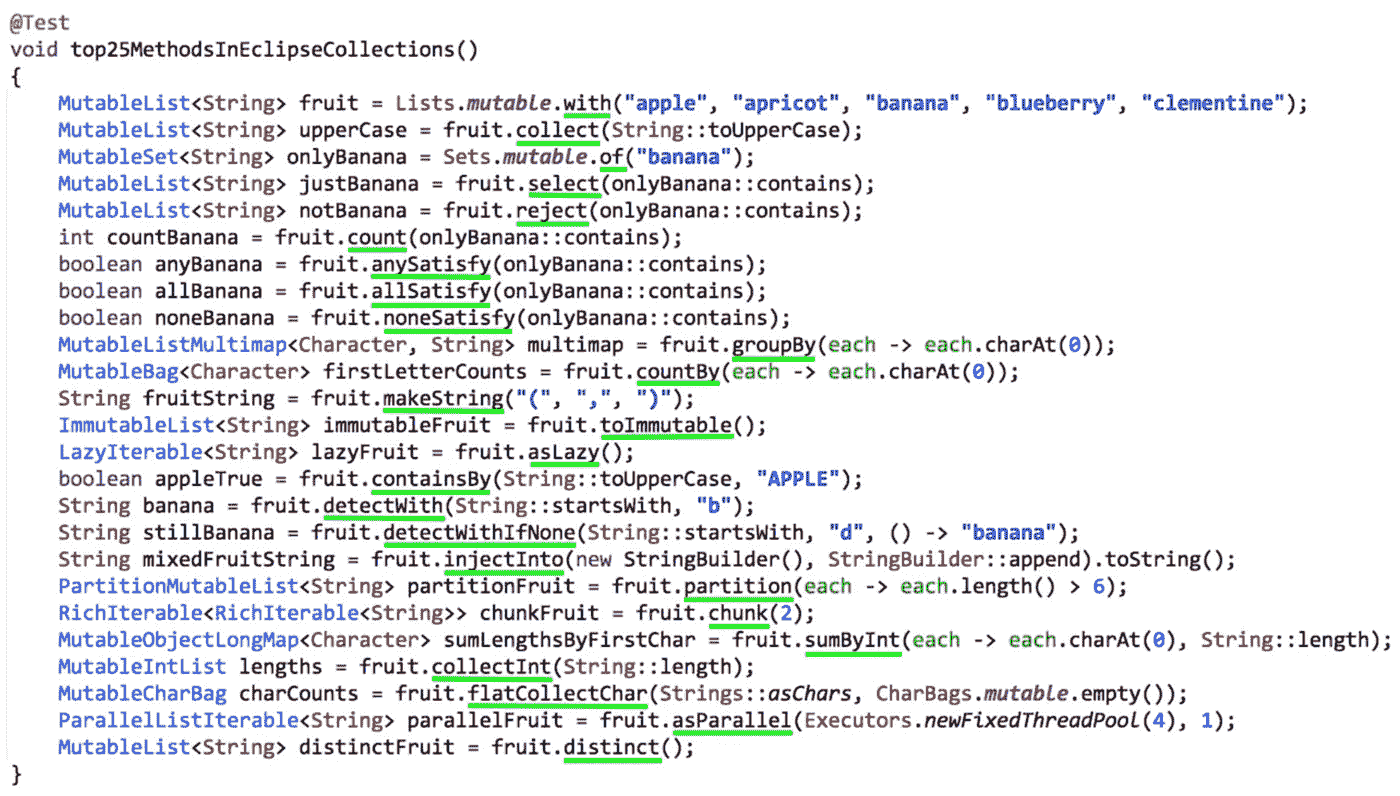 @Test
void top25MethodsInEclipseCollections()
{
    MutableList<String> fruit = Lists.mutable.with("apple", "apricot", "banana", "blueberry", "clementine");
    MutableList<String> upperCase = fruit.collect(String::toUpperCase);
    MutableSet<String> onlyBanana = Sets.mutable.of("banana");
    MutableList<String> justBanana = fruit.select(onlyBanana::contains);
    MutableList<String> notBanana = fruit.reject(onlyBanana::contains);
    int countBanana = fruit.count(onlyBanana::contains);
    boolean anyBanana = fruit.anySatisfy(onlyBanana::contains);
    boolean allBanana = fruit.allSatisfy(onlyBanana::contains);
    boolean noneBanana = fruit.noneSatisfy(onlyBanana::contains);
    MutableListMultimap<Character, String> multimap = fruit.groupBy(each -> each.charAt(0));
    MutableBag<Character> firstLetterCounts = fruit.countBy(each -> each.charAt(0));
    String fruitString = fruit.makeString("(", ",", ")");
    ImmutableList<String> immutableFruit = fruit.toImmutable();
    LazyIterable<String> lazyFruit = fruit.asLazy();
    boolean appleTrue = fruit.containsBy(String::toUpperCase, "APPLE");
    String banana = fruit.detectWith(String::startsWith, "b");
    String stillBanana = fruit.detectWithIfNone(String::startsWith, "d", () -> "banana");
    String mixedFruitString = fruit.injectInto(new StringBuilder(), StringBuilder::append).toString();
    PartitionMutableList<String> partitionFruit = fruit.partition(each -> each.length() > 6);
    RichIterable<RichIterable<String>> chunkFruit = fruit.chunk(2);
    MutableObjectLongMap<Character> sumLengthsByFirstChar = fruit.sumByInt(each -> each.charAt(0), String::length);
    MutableIntList lengths = fruit.collectInt(String::length);
    MutableCharBag charCounts = fruit.flatCollectChar(Strings::asChars, CharBags.mutable.empty());
    ParallelListIterable<String> parallelFruit = fruit.asParallel(Executors.newFixedThreadPool(4), 1);
    MutableList<String> distinctFruit = fruit.distinct();
}